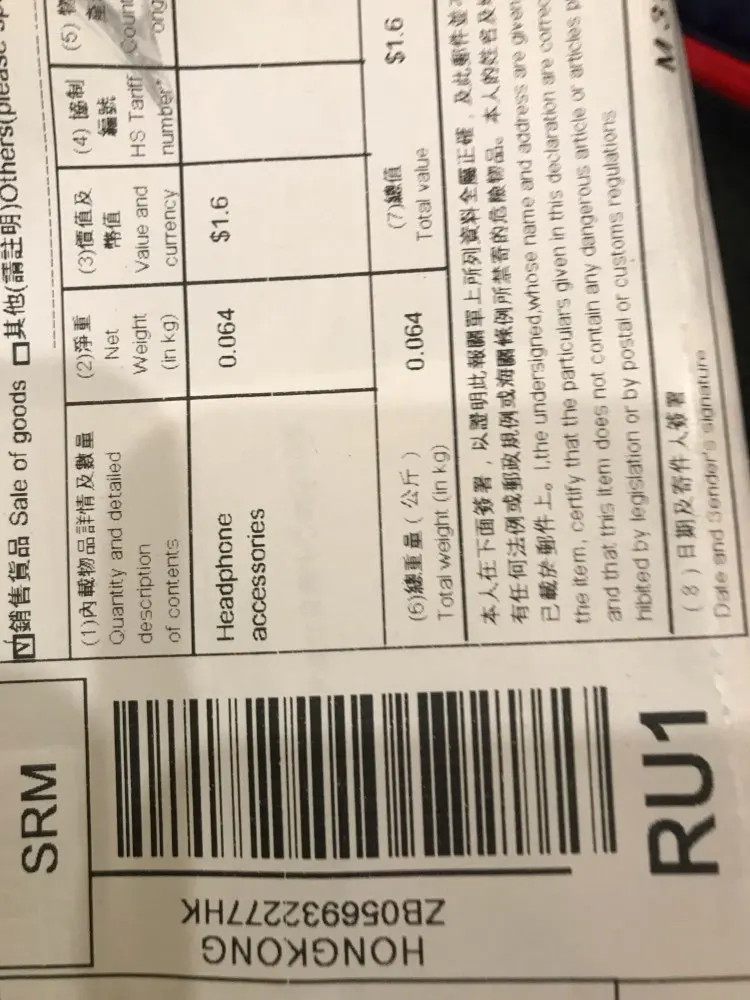 ☑銷售貨品 Sale of goods ☐其他(請註明)Others(please
(1)內載物品詳情及數量
Quantity and detailed
description
of contents
(2)淨重
Net
Weight
(in kg)
(3)價值及
幣值
Value and
currency
(4) 協制
編號
HS Tariff
number*
(5)
Headphone
accessories
0.064
$1.6
(6)總重量(公斤)
Total weight (in kg)
0.064
(7)總值
Total value
$1.6
本人在下面簽署，以證明此報關單上所列資料全屬正確，及此郵件並
有任何法例或郵政規例或海關條例所禁寄的危險物品。本人的姓名及
已載於郵件上。I,the undersigned,whose name and address are given
the item, certify that the particulars given in this declaration are
and that this item does not contain any dangerous article or articles
hibited by legislation or by postal or customs regulations
(8)日期及寄件人簽署
Date and Sender's signature
SRM
RU1
HONGKONG
ZB056932277HK